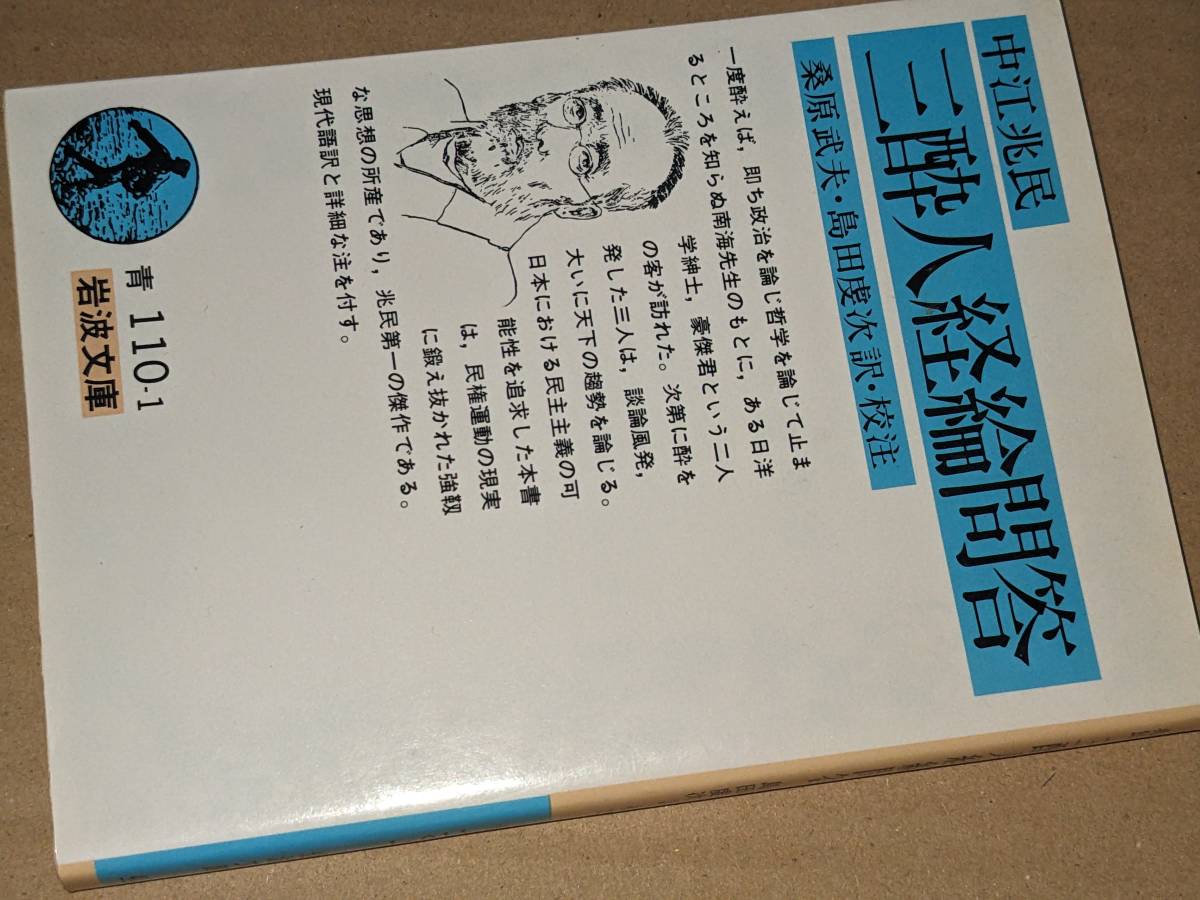 中江兆民
三酔人経綸問答
桑原武夫・島田虔次訳・校注
一度酔えば，即ち政治を論じ哲学を論じて止ま
るところを知らぬ南海先生のもとに，ある日洋
学紳士，豪傑君という二人
の客が訪れた。次第に酔を
発した三人は，談論風発，
大いに天下の趨勢を論じる。
日本における民主主義の可
能性を追求した本書
は，民権運動の現実
に鍛え抜かれた強靱
な思想の所産であり，兆民第一の傑作である。
現代語訳と詳細な注を付す。
青110-1
岩波文庫